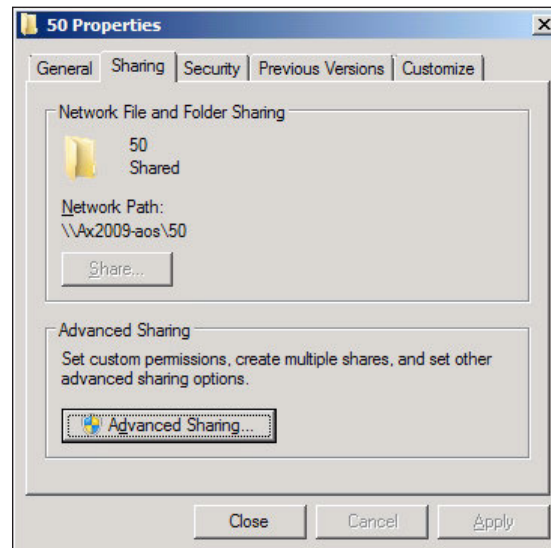 50 Properties
General Sharing Security Previous Versions Customize
Network File and Folder Sharing
50
Shared
Network Path:
\\Ax2009-aos\50
Share...
Advanced Sharing
Set custom permissions, create multiple shares, and set other
advanced sharing options.
Advanced Sharing...
Close Cancel Apply